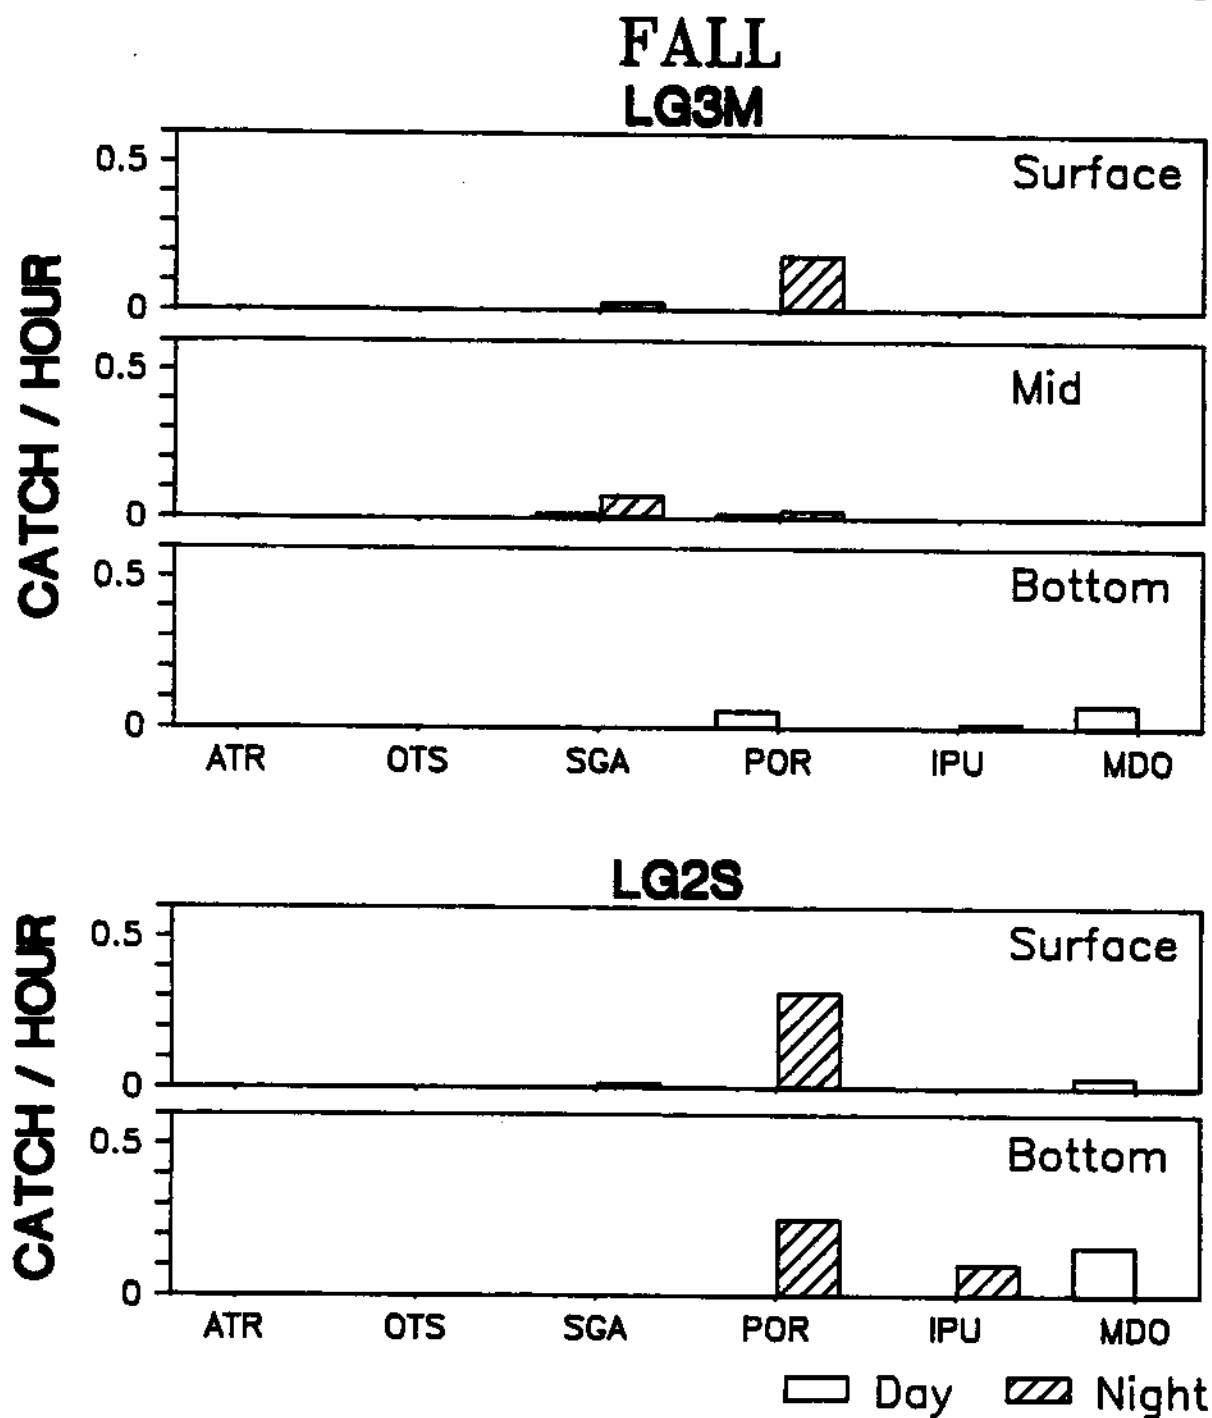 FALL
LG3M
CATCH / HOUR
0.5
0
Surface
0.5
0
Mid
0.5
0
Bottom
ATR OTS SGA POR IPU MDO
LG2S
CATCH / HOUR
0.5
0
Surface
0.5
0
Bottom
ATR OTS SGA POR IPU MDO
Day Night